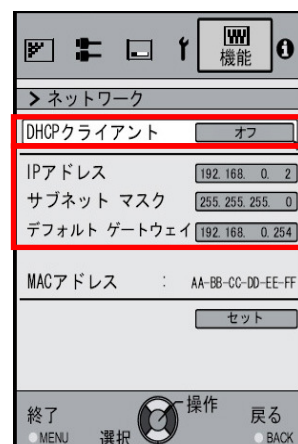 機能
> ネットワーク
DHCPクライアント オフ
IPアドレス 192.168. 0. 2
サブネット マスク 255.255.255. 0
デフォルト ゲートウェイ 192.168. 0.254
MACアドレス : AA-BB-CC-DD-EE-FF
セット
終了 操作 戻る
MENU 選択 BACK